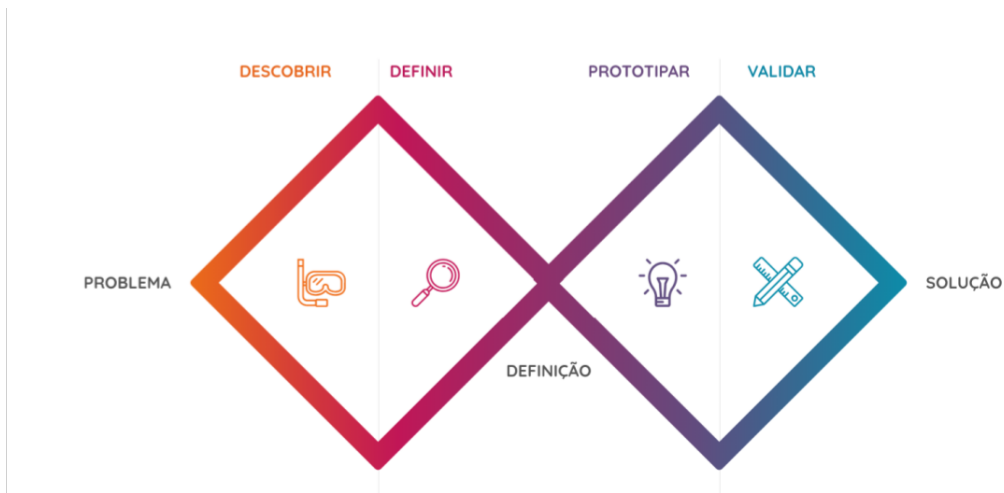 DESCOBRIR
DEFINIR
PROTOTIPAR
VALIDAR
PROBLEMA
SOLUÇÃO
DEFINIÇÃO